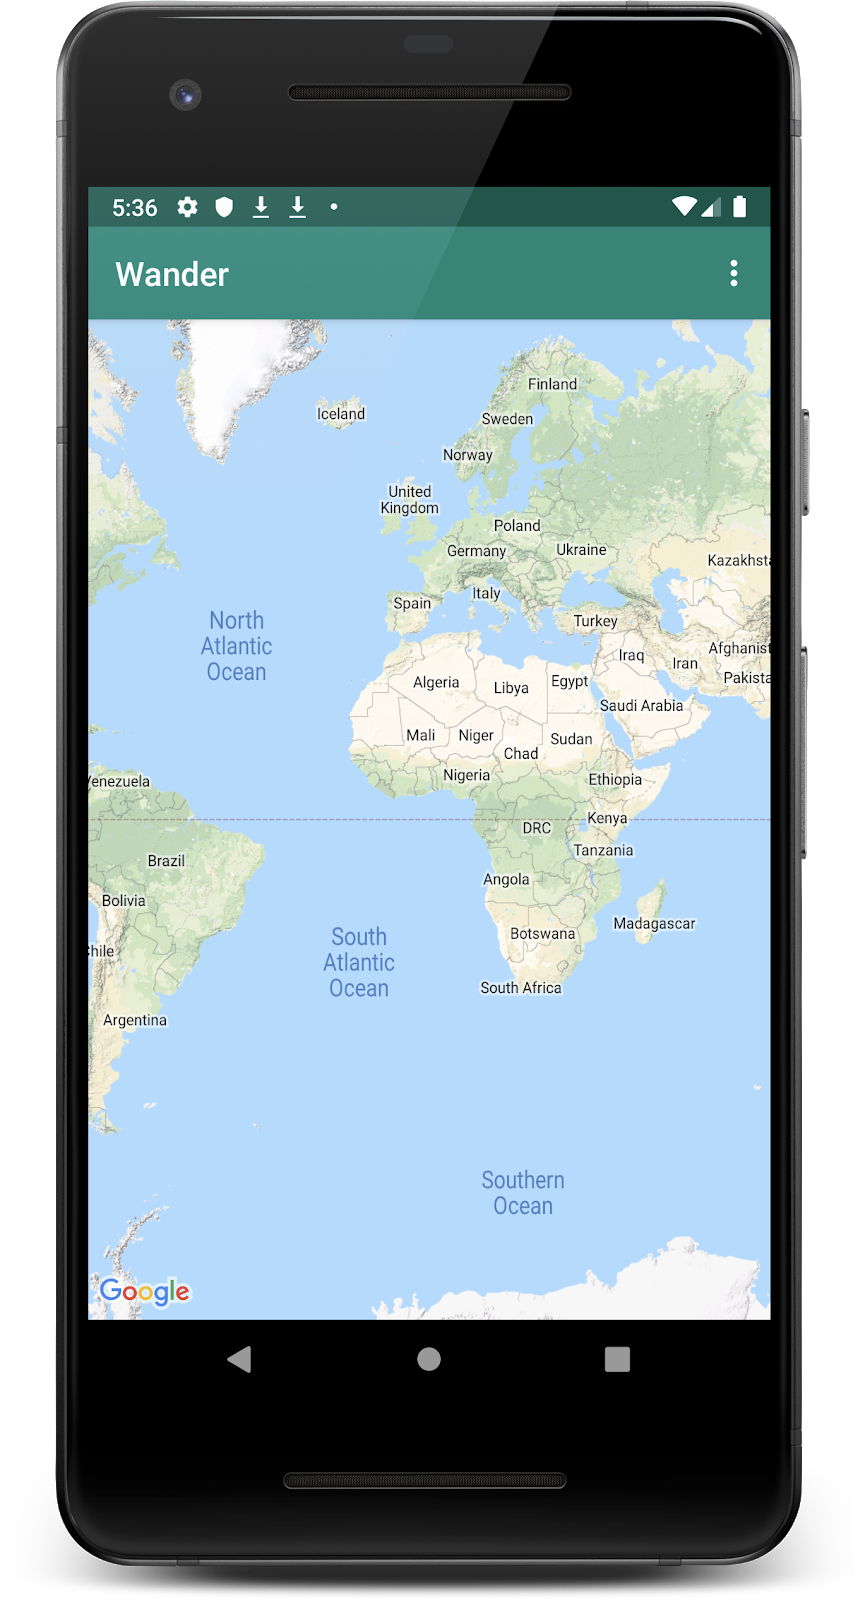 5:36
Wander
Finland
Iceland
Sweden
Norway
United
Kingdom
Poland
Germany
Ukraine
Kazakhsta
Italy
Spain
North
Atlantic
Ocean
Turkey
Iraq
Iran
Afghanist
Pakista
Algeria
Libya
Egypt
Saudi Arabia
Mali
Niger
Chad
Sudan
Nigeria
Ethiopia
Venezuela
Kenya
DRC
Tanzania
Brazil
Angola
Bolivia
Madagascar
Botswana
South
Atlantic
Ocean
Chile
South Africa
Argentina
Southern
Ocean
Google